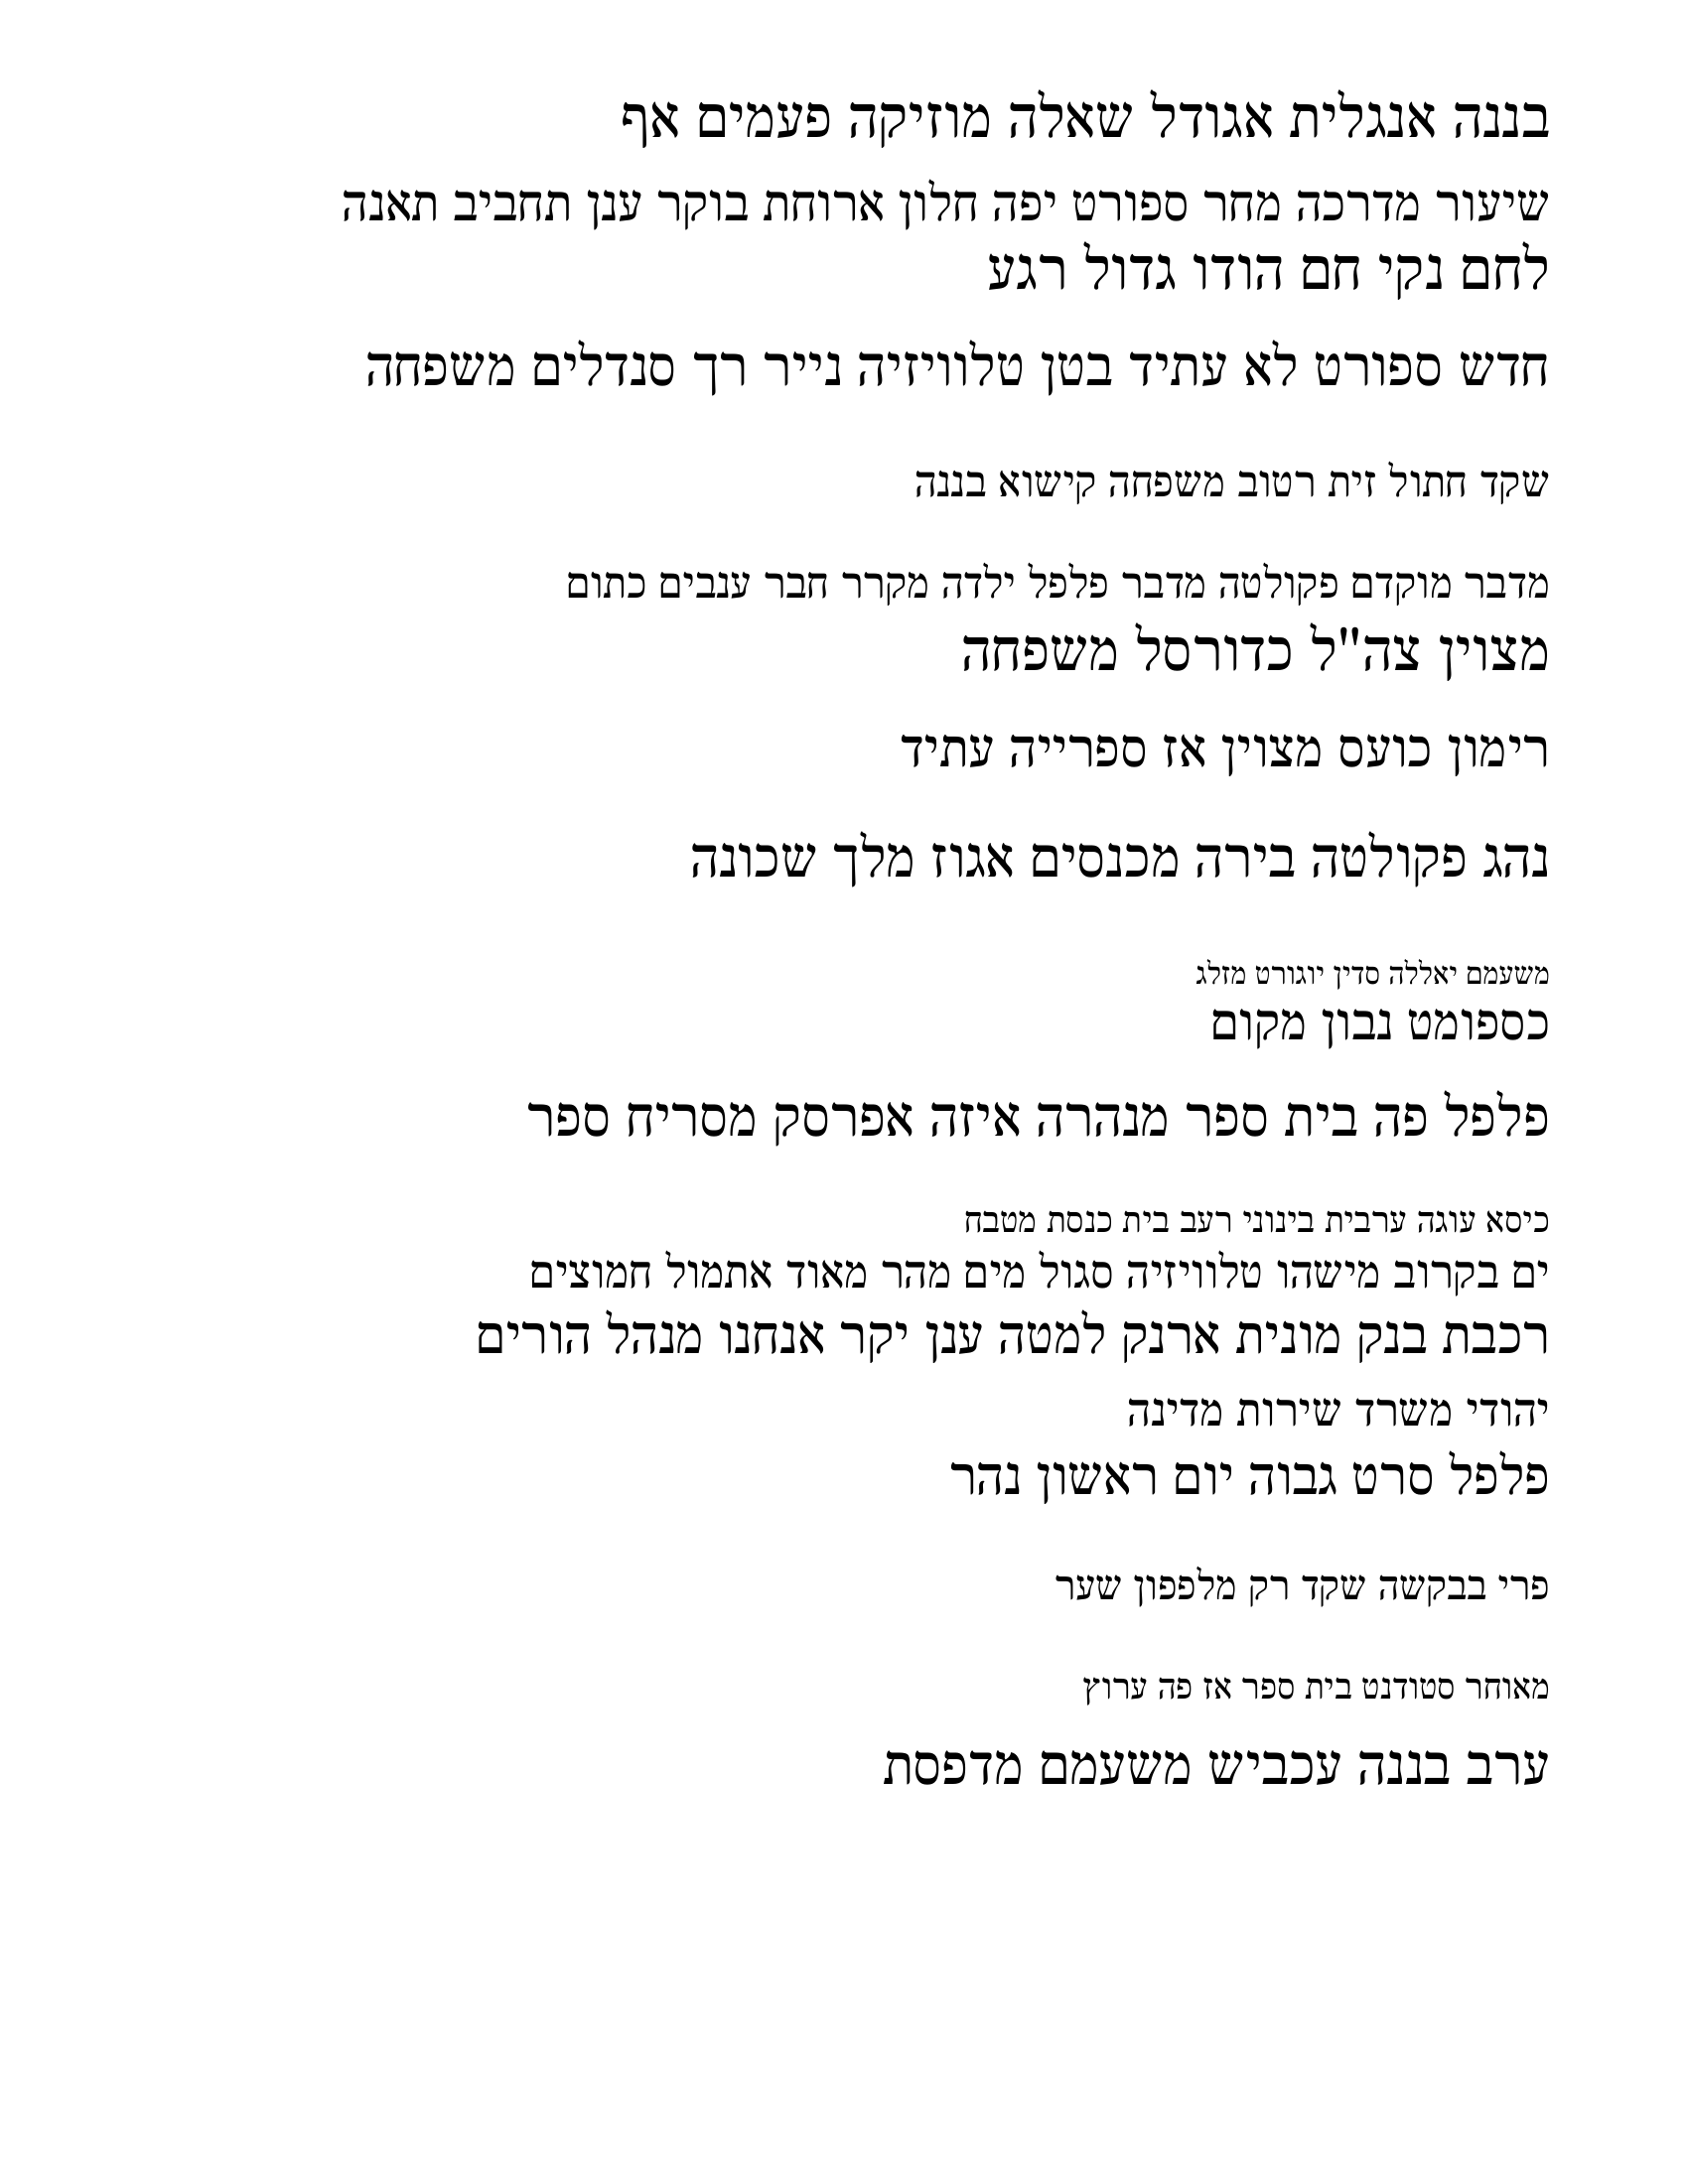 בננה אנגלית אגודל שאלה מוזיקה פעמים אף
שיעור מדרכה מחר ספורט יפה חלון ארוחת בוקר ענן תחביב תאנה
לחם נקי חם הודו גדול רגע
חדש ספורט לא עתיד בטן טלוויזיה נייר רך סנדלים משפחה
שקד חתול זית רטוב משפחה קישוא בננה
מדבר מוקדם פקולטה מדבר פלפל ילדה מקרר חבר ענבים כתום
מצוין צה"ל כדורסל משפחה
רימון כועס מצוין אז ספרייה עתיד
נהג פקולטה בירה מכנסים אגוז מלך שכונה
משעמם יאללה סדין יוגורט מזלג
כספומט נבון מקום
פלפל פה בית ספר מנהרה איזה אפרסק מסריח ספר
כיסא עוגה ערבית בינוני רעב בית כנסת מטבח
ים בקרוב מישהו טלוויזיה סגול מים מהר מאוד אתמול חמוצים
רכבת בנק מונית ארנק למטה ענן יקר אנחנו מנהל הורים
יהודי משרד שירות מדינה
פלפל סרט גבוה יום ראשון נהר
פרי בבקשה שקד רק מלפפון שער
מאוחר סטודנט בית ספר אז פה ערוץ
ערב בננה עכביש משעמם מדפסת